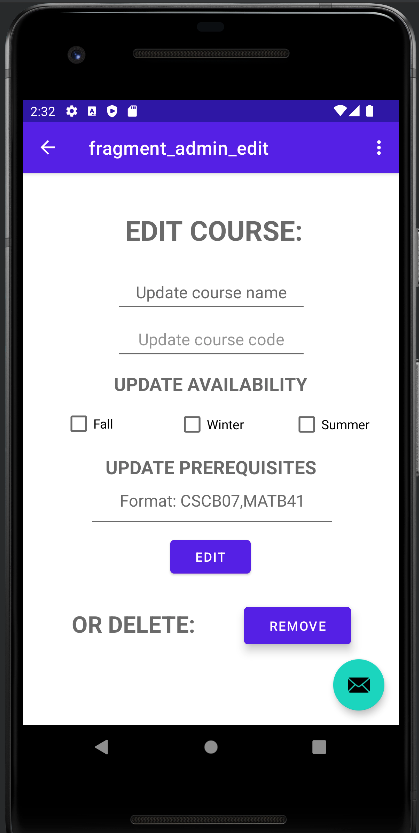 2:32
fragment_admin_edit
EDIT COURSE:
Update course name
Update course code
UPDATE AVAILABILITY
Fall Winter Summer
UPDATE PREREQUISITES
Format: CSCB07,MATB41
EDIT
OR DELETE: REMOVE